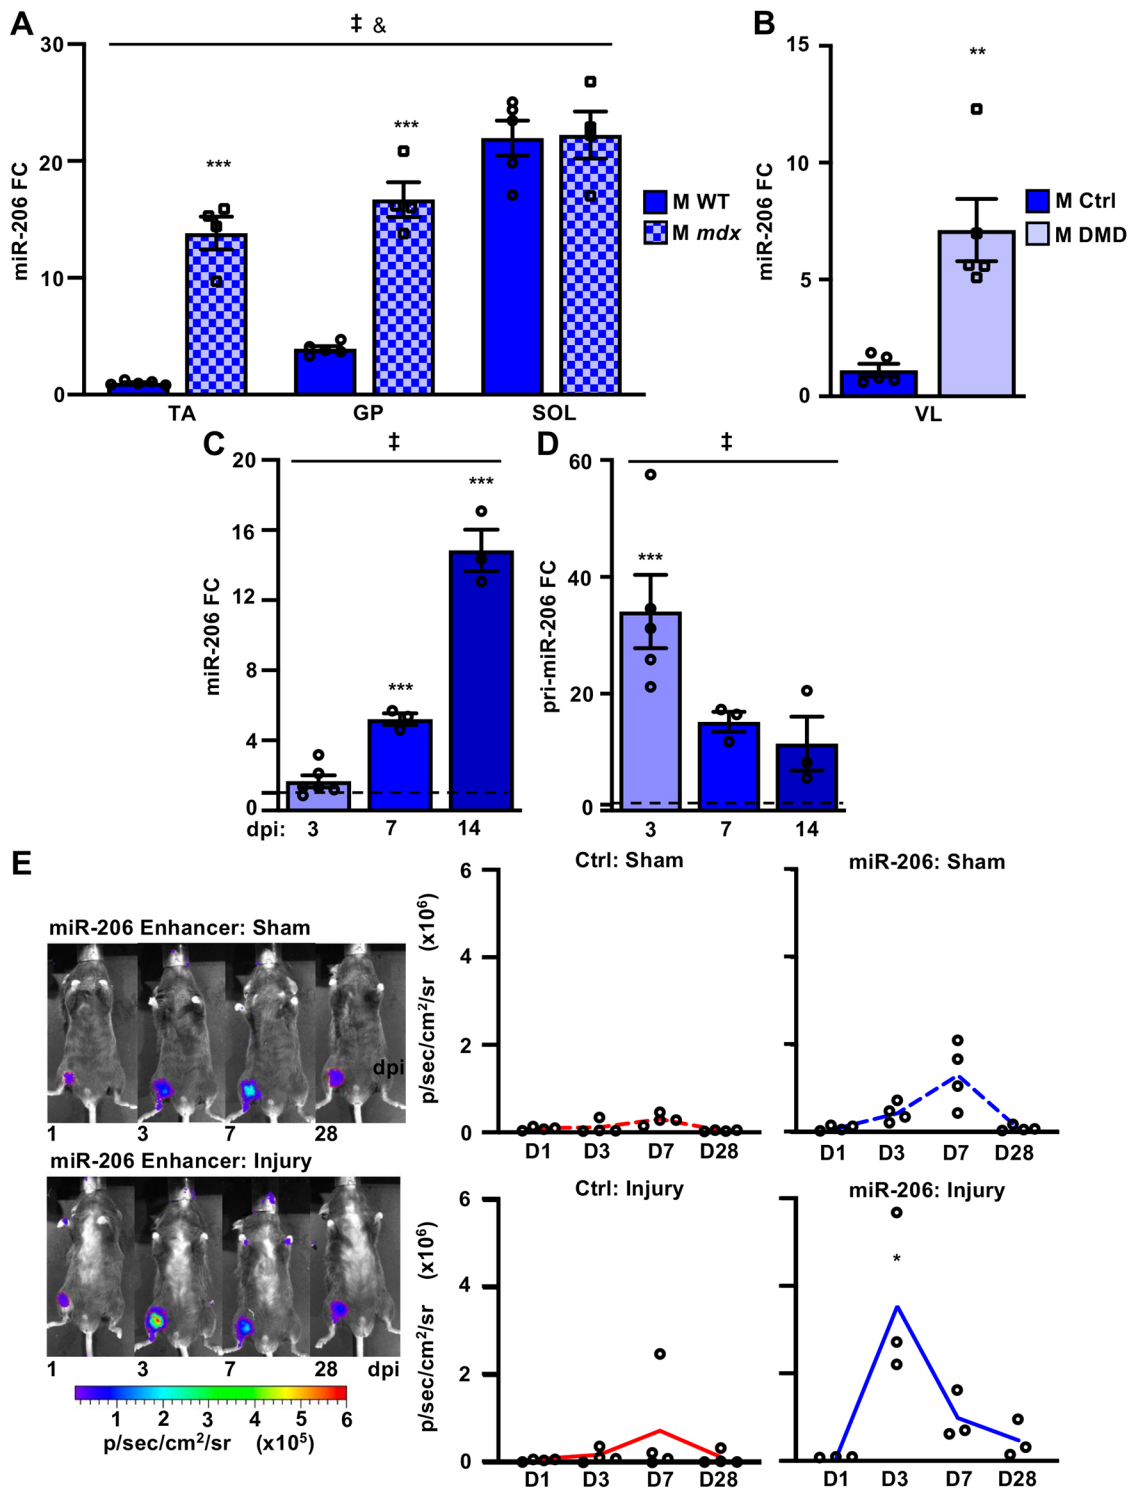 A
‡ &
30
20
10
0
miR-206 FC
***
***
TA
GP
SOL
M WT
M mdx
B
15
10
5
0
miR-206 FC
**
VL
M Ctrl
M DMD
C
‡
20
16
12
8
4
0
miR-206 FC
***
***
dpi: 3 7 14
D
‡
60
40
20
0
pri-miR-206 FC
***
3 7 14
E
miR-206 Enhancer: Sham
dpi
1 3 7 28
miR-206 Enhancer: Injury
1 3 7 28 dpi
1 2 3 4 5 6
p/sec/cm²/sr (x10⁵)
Ctrl: Sham
6
4
2
0
p/sec/cm²/sr (x10⁶)
D1 D3 D7 D28
miR-206: Sham
D1 D3 D7 D28
Ctrl: Injury
6
4
2
0
p/sec/cm²/sr (x10⁶)
D1 D3 D7 D28
miR-206: Injury
*
D1 D3 D7 D28